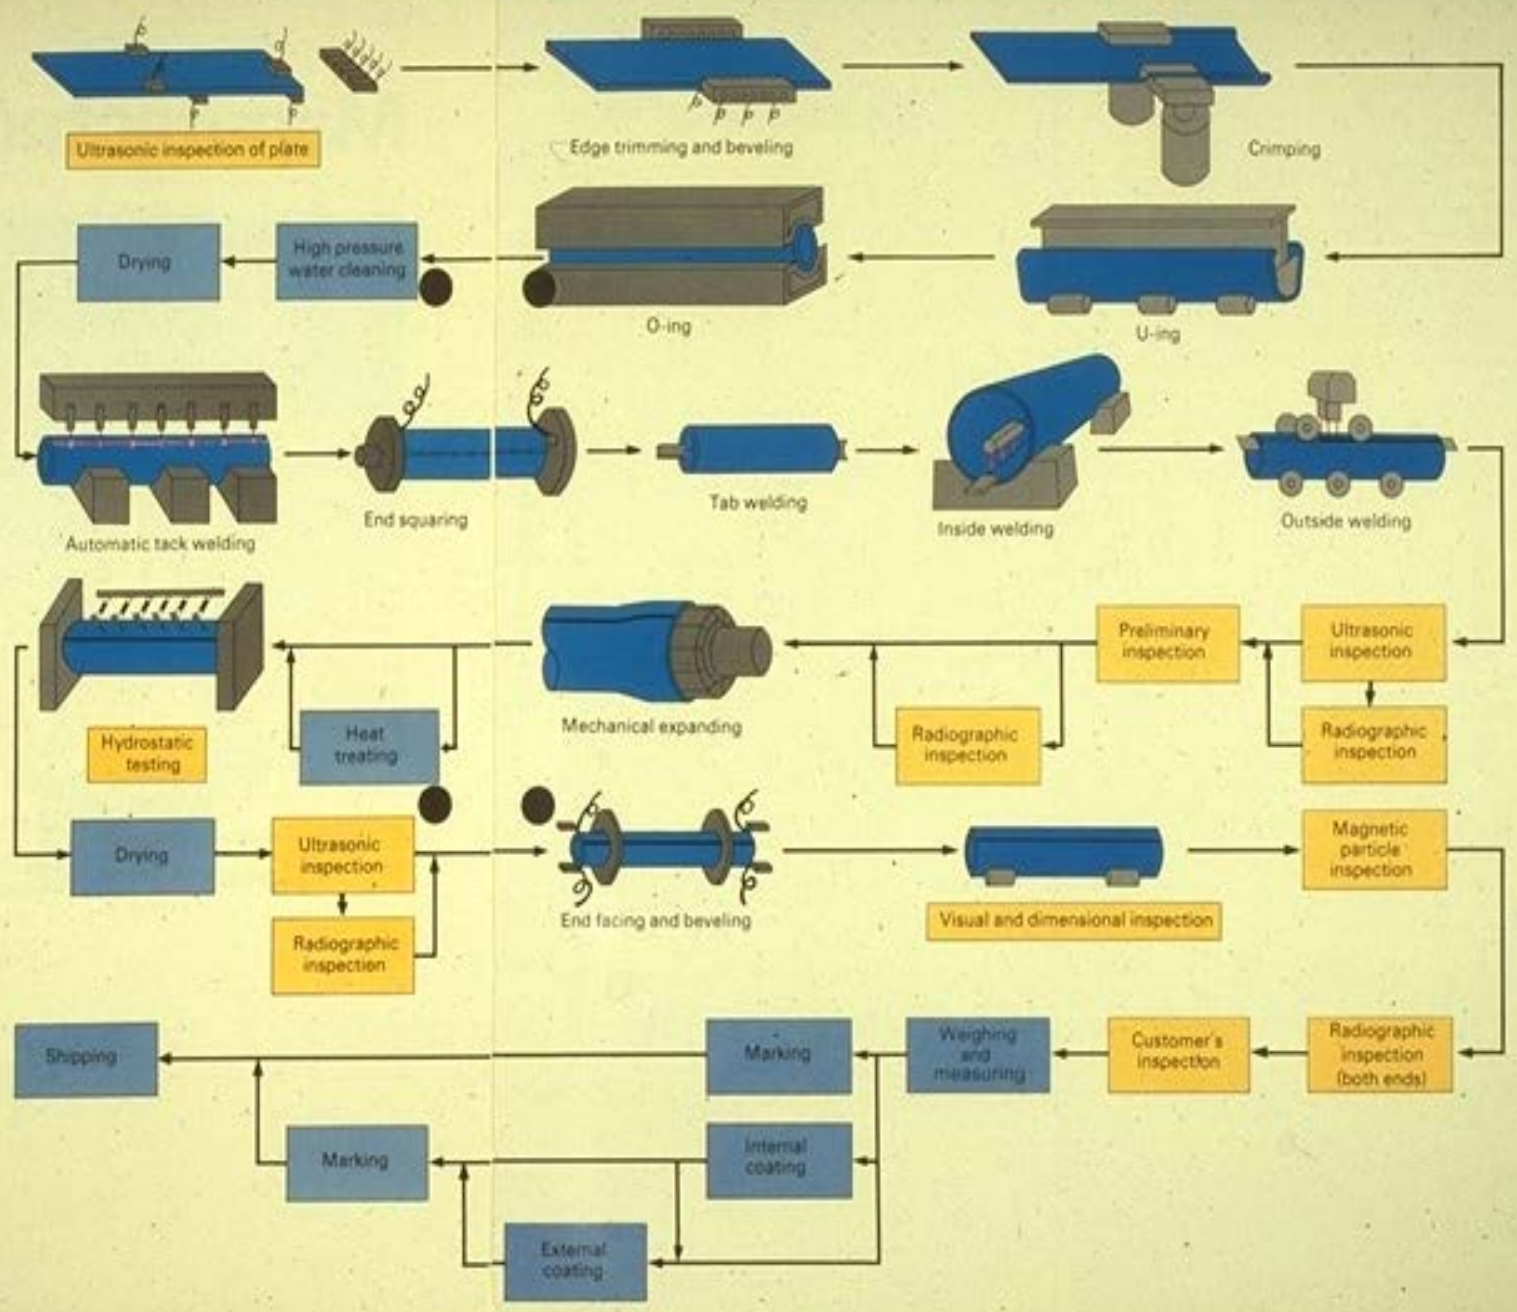 Ultrasonic inspection of plate
Edge trimming and beveling
Crimping
Drying
High pressure
water cleaning
O-ing
U-ing
Automatic tack welding
End squaring
Tab welding
Inside welding
Outside welding
Hydrostatic
testing
Heat
treating
Mechanical expanding
Radiographic
inspection
Preliminary
inspection
Ultrasonic
inspection
Radiographic
inspection
Drying
Ultrasonic
inspection
Radiographic
inspection
End facing and beveling
Visual and dimensional inspection
Magnetic
particle
inspection
Shipping
Marking
Weighing
and
measuring
Customer's
inspection
Radiographic
inspection
(both ends)
Marking
Internal
coating
External
coating